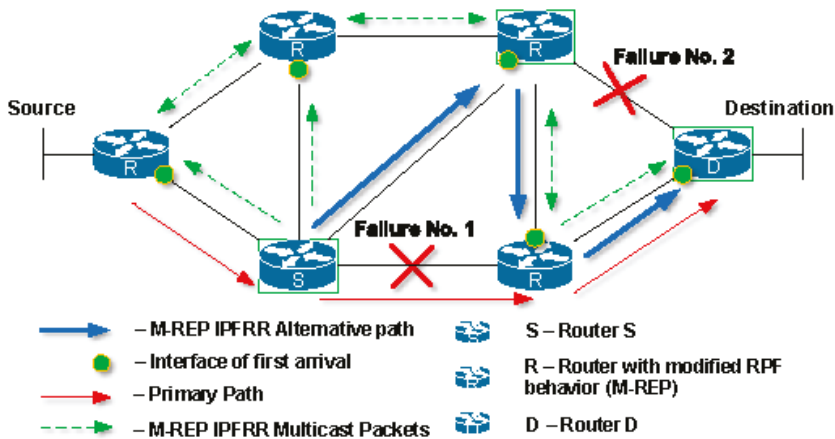 R
R
Failure No. 2
Source
Destination
R
D
Failure No. 1
S
R
– M-REP IPFRR Alternative path
– Interface of first arrival
– Primary Path
– M-REP IPFRR Multicast Packets
S – Router S
R – Router with modified RPF
behavior (M-REP)
D – Router D